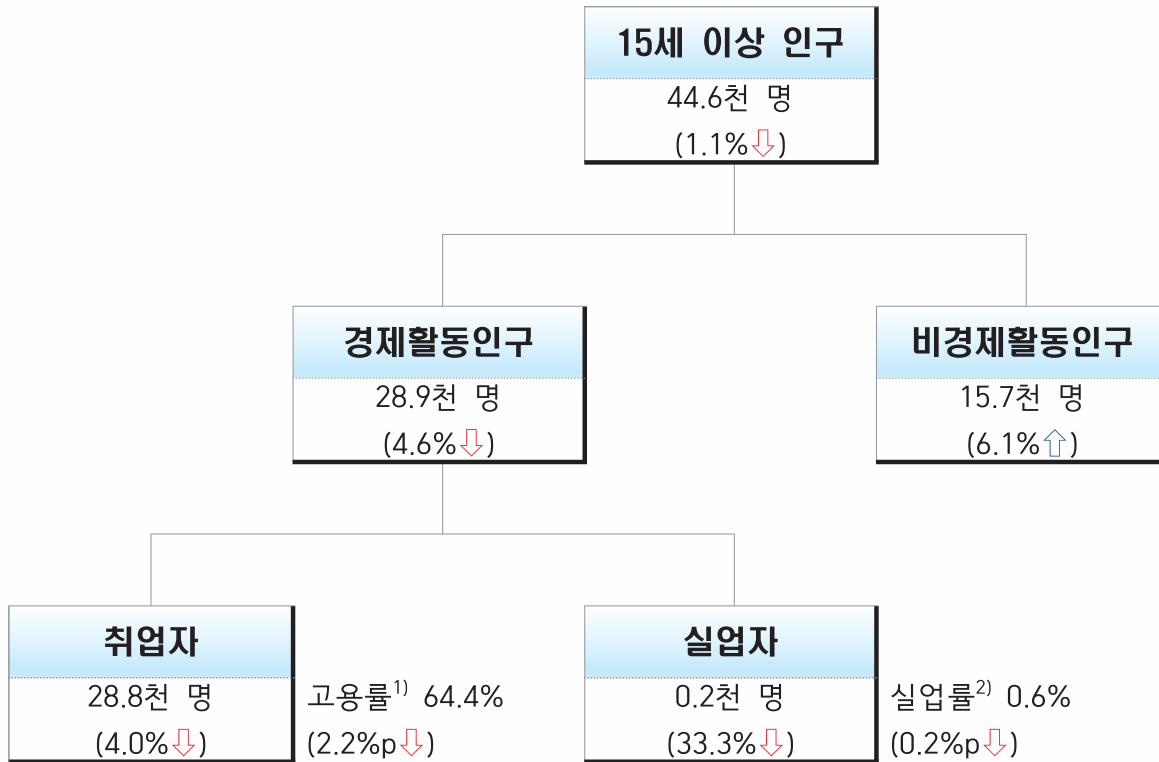 15세 이상 인구
44.6천 명
(1.1%⇩)
경제활동인구
28.9천 명
(4.6%⇩)
비경제활동인구
15.7천 명
(6.1%⇧)
취업자
28.8천 명
(4.0%⇩)
고용률1) 64.4%
(2.2%p⇩)
실업자
0.2천 명
(33.3%⇩)
실업률2) 0.6%
(0.2%p⇩)